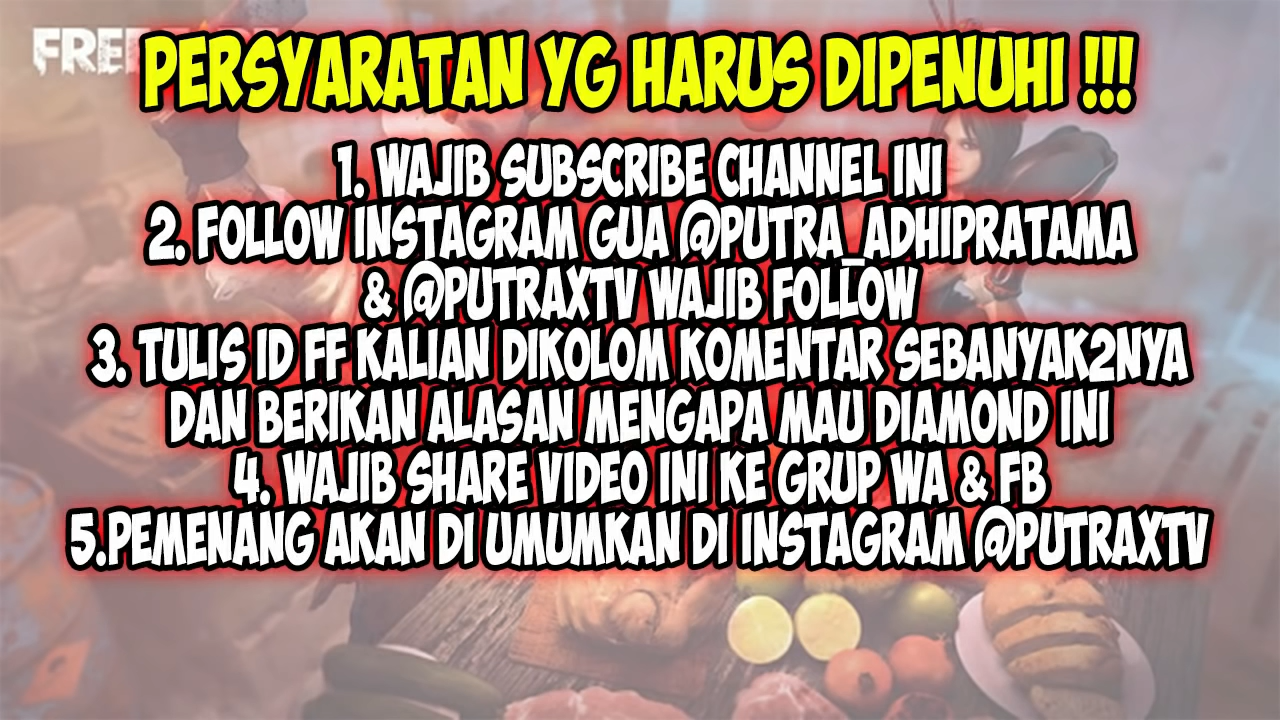 FREE
PERSYARATAN YG HARUS DIPENUHI !!!
1. WAJIB SUBSCRIBE CHANNEL INI
2. FOLLOW INSTAGRAM GUA @PUTRA_ADHIPRATAMA
& @PUTRAXTV WAJIB FOLLOW
3. TULIS ID FF KALIAN DIKOLOM KOMENTAR SEBANYAK2NYA
DAN BERIKAN ALASAN MENGAPA MAU DIAMOND INI
4. WAJIB SHARE VIDEO INI KE GRUP WA & FB
5.PEMENANG AKAN DI UMUMKAN DI INSTAGRAM @PUTRAXTV